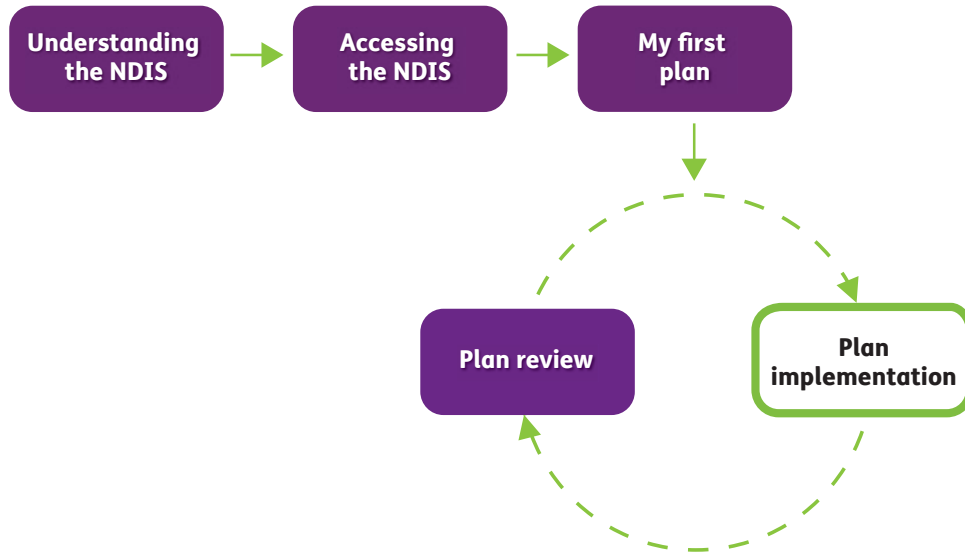 Understanding
the NDIS
Accessing
the NDIS
My first
plan
Plan review
Plan
implementation